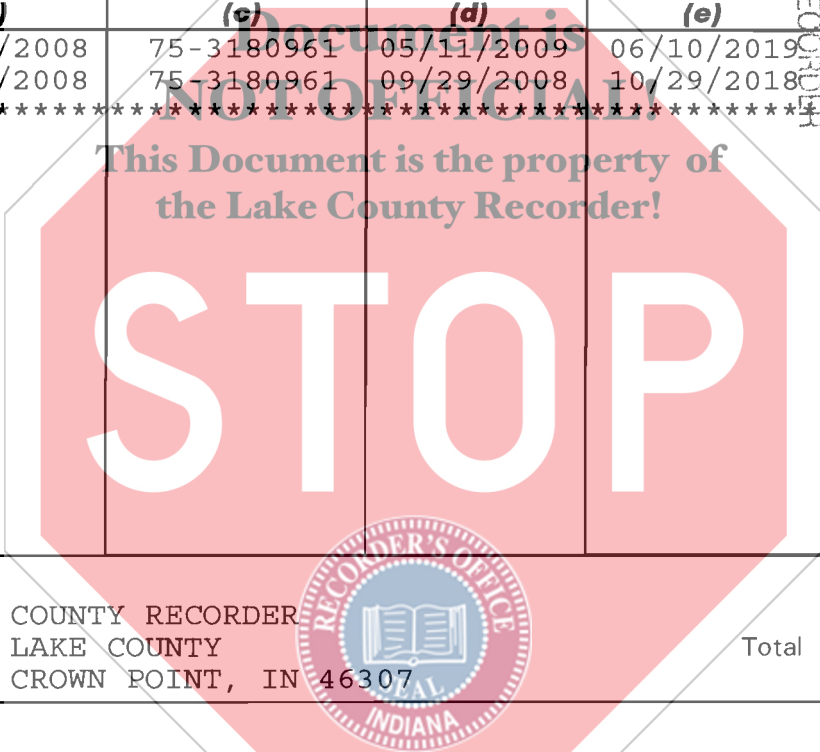 (c) (d) (e)
Document is
/2008 75-3180961 05/11/2009 06/10/2019
/2008 75-3180961 09/29/2008 10/29/2018
NOT OFFICIAL!
This Document is the property of
the Lake County Recorder!
STOP
RECORDER'S OFFICE
SEAL
INDIANA
COUNTY RECORDER
LAKE COUNTY
CROWN POINT, IN 46307
Total
RECORDER